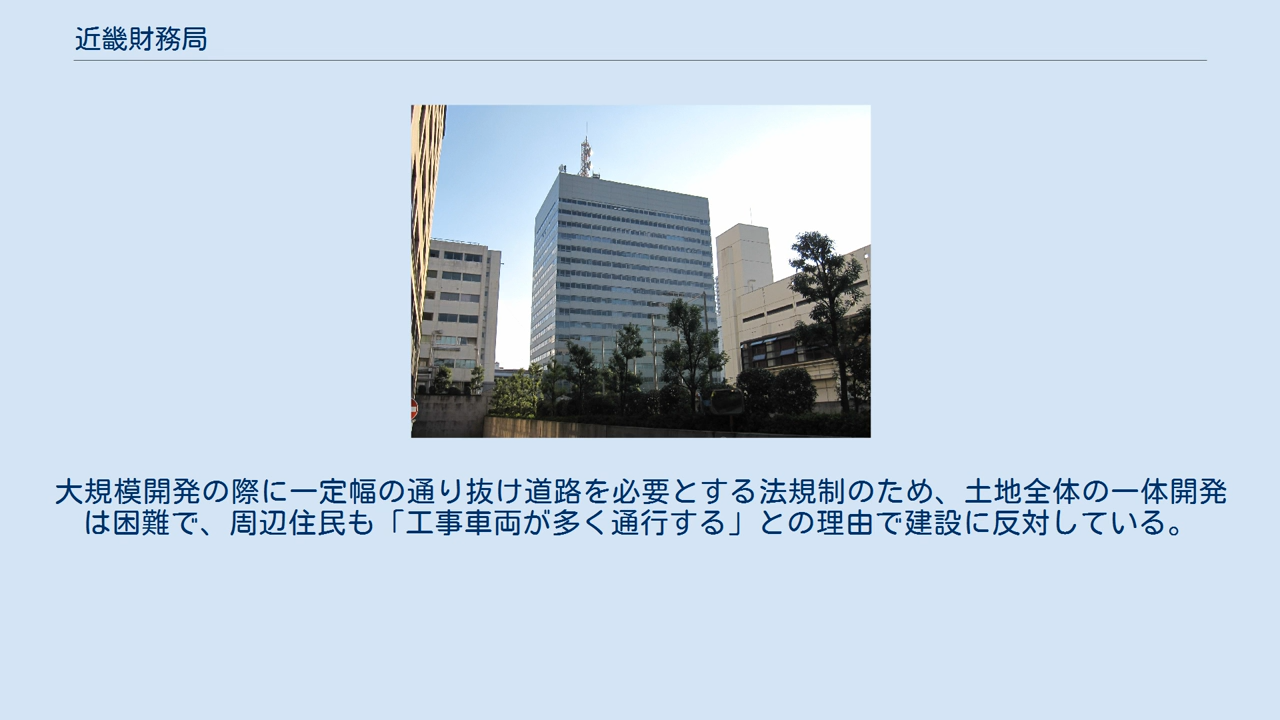 近畿財務局
大規模開発の際に一定幅の通り抜け道路を必要とする法規制のため、土地全体の一体開発
は困難で、周辺住民も「工事車両が多く通行する」との理由で建設に反対している。